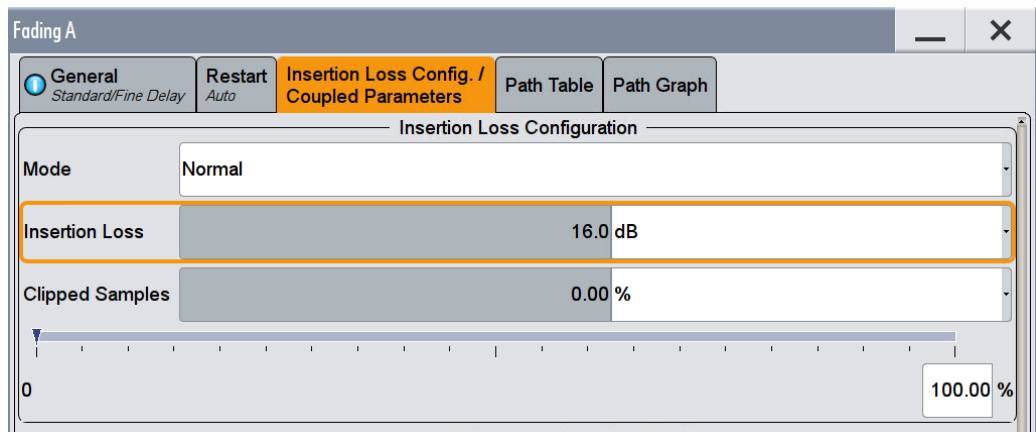 Fading A
General
Standard/Fine Delay
Restart
Auto
Insertion Loss Config. /
Coupled Parameters
Path Table
Path Graph
Insertion Loss Configuration
Mode
Normal
Insertion Loss
16.0 dB
Clipped Samples
0.00 %
0
100.00 %